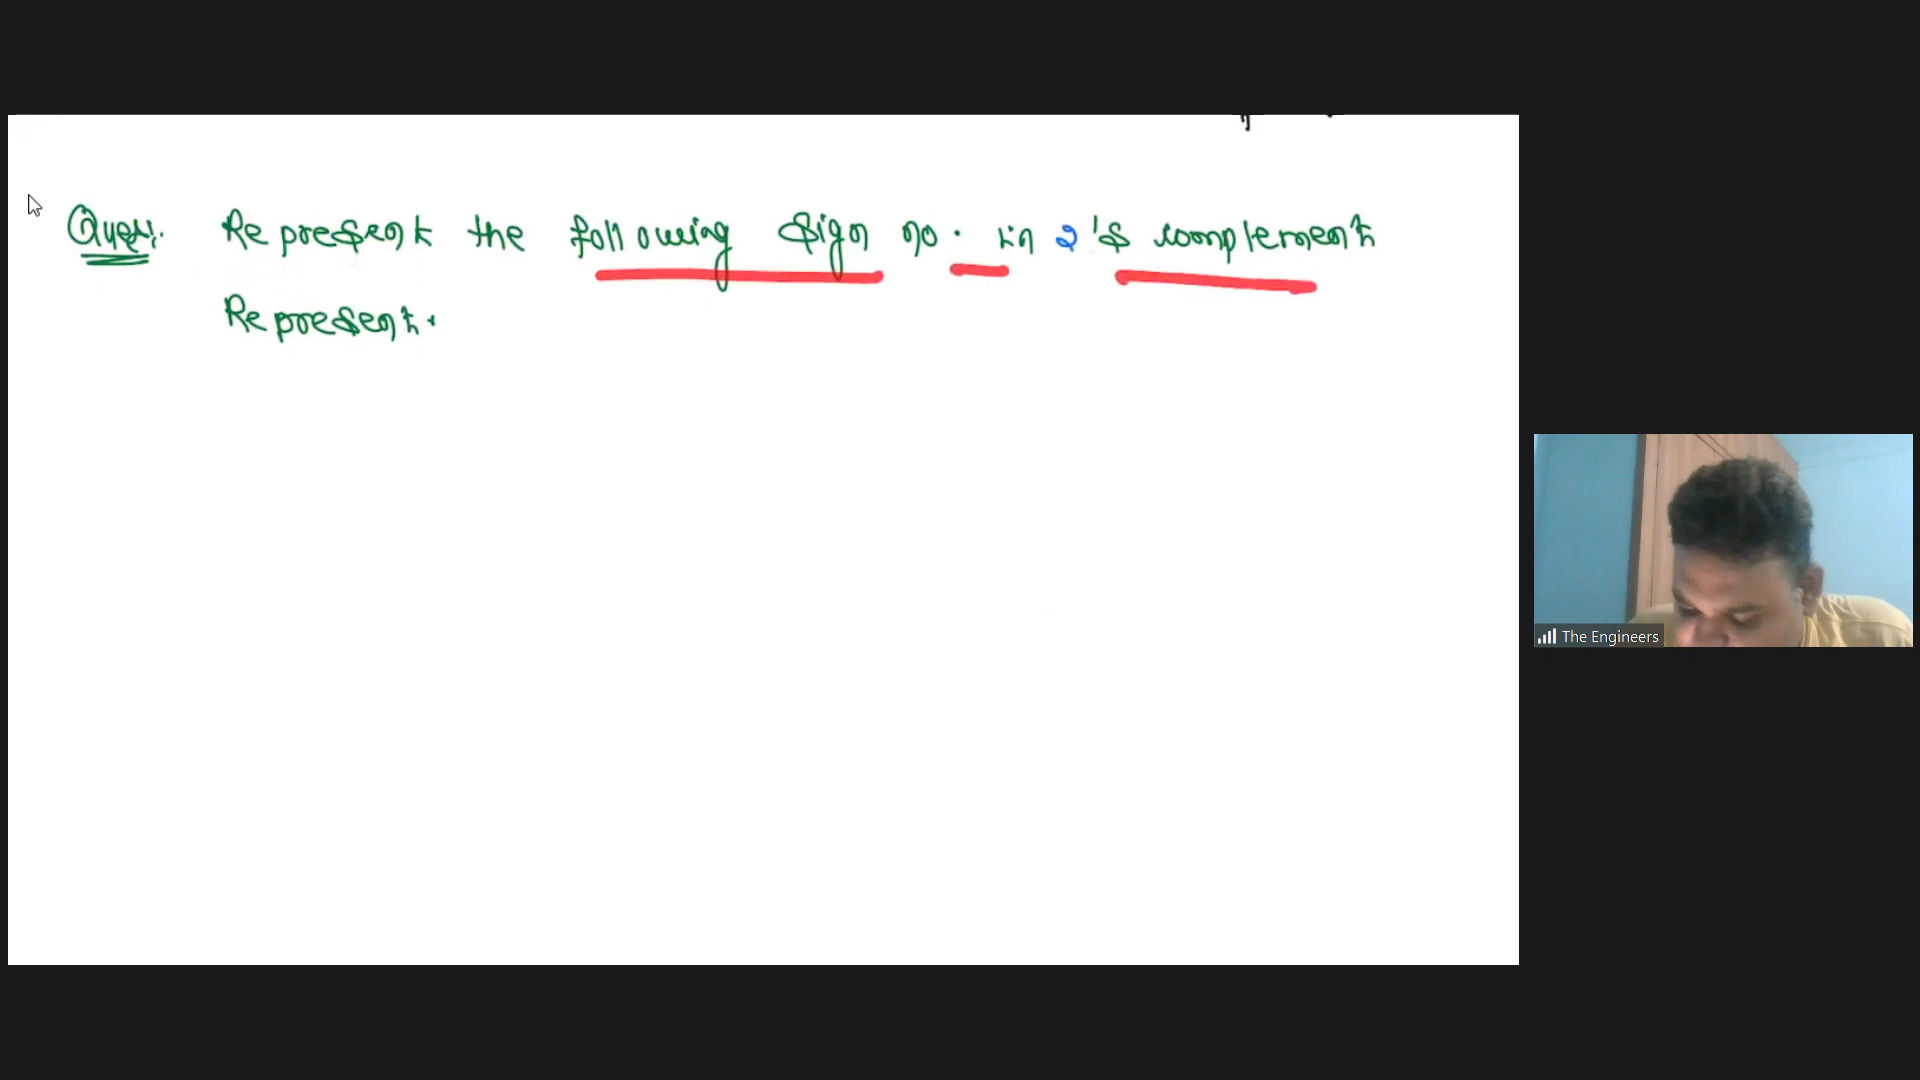 Ques:. Represent the following Sign no. in 2's complement
Represent.
The Engineers